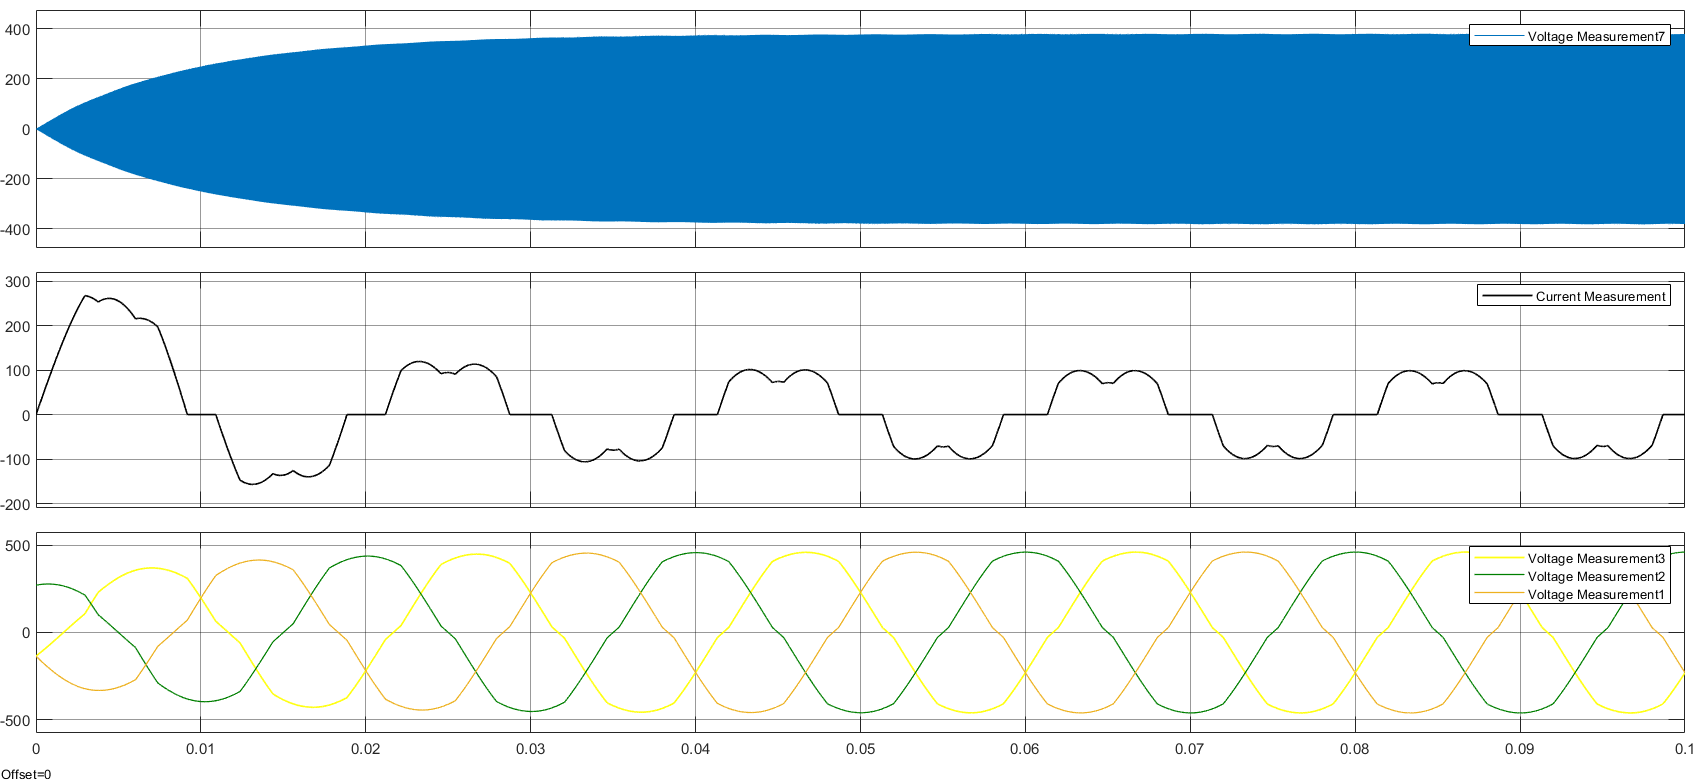 400
Voltage Measurement7
200
0
-200
-400
300
Current Measurement
200
100
0
-100
-200
500
Voltage Measurement3
Voltage Measurement2
Voltage Measurement1
0
-500
0 0.01 0.02 0.03 0.04 0.05 0.06 0.07 0.08 0.09 0.1
Offset=0